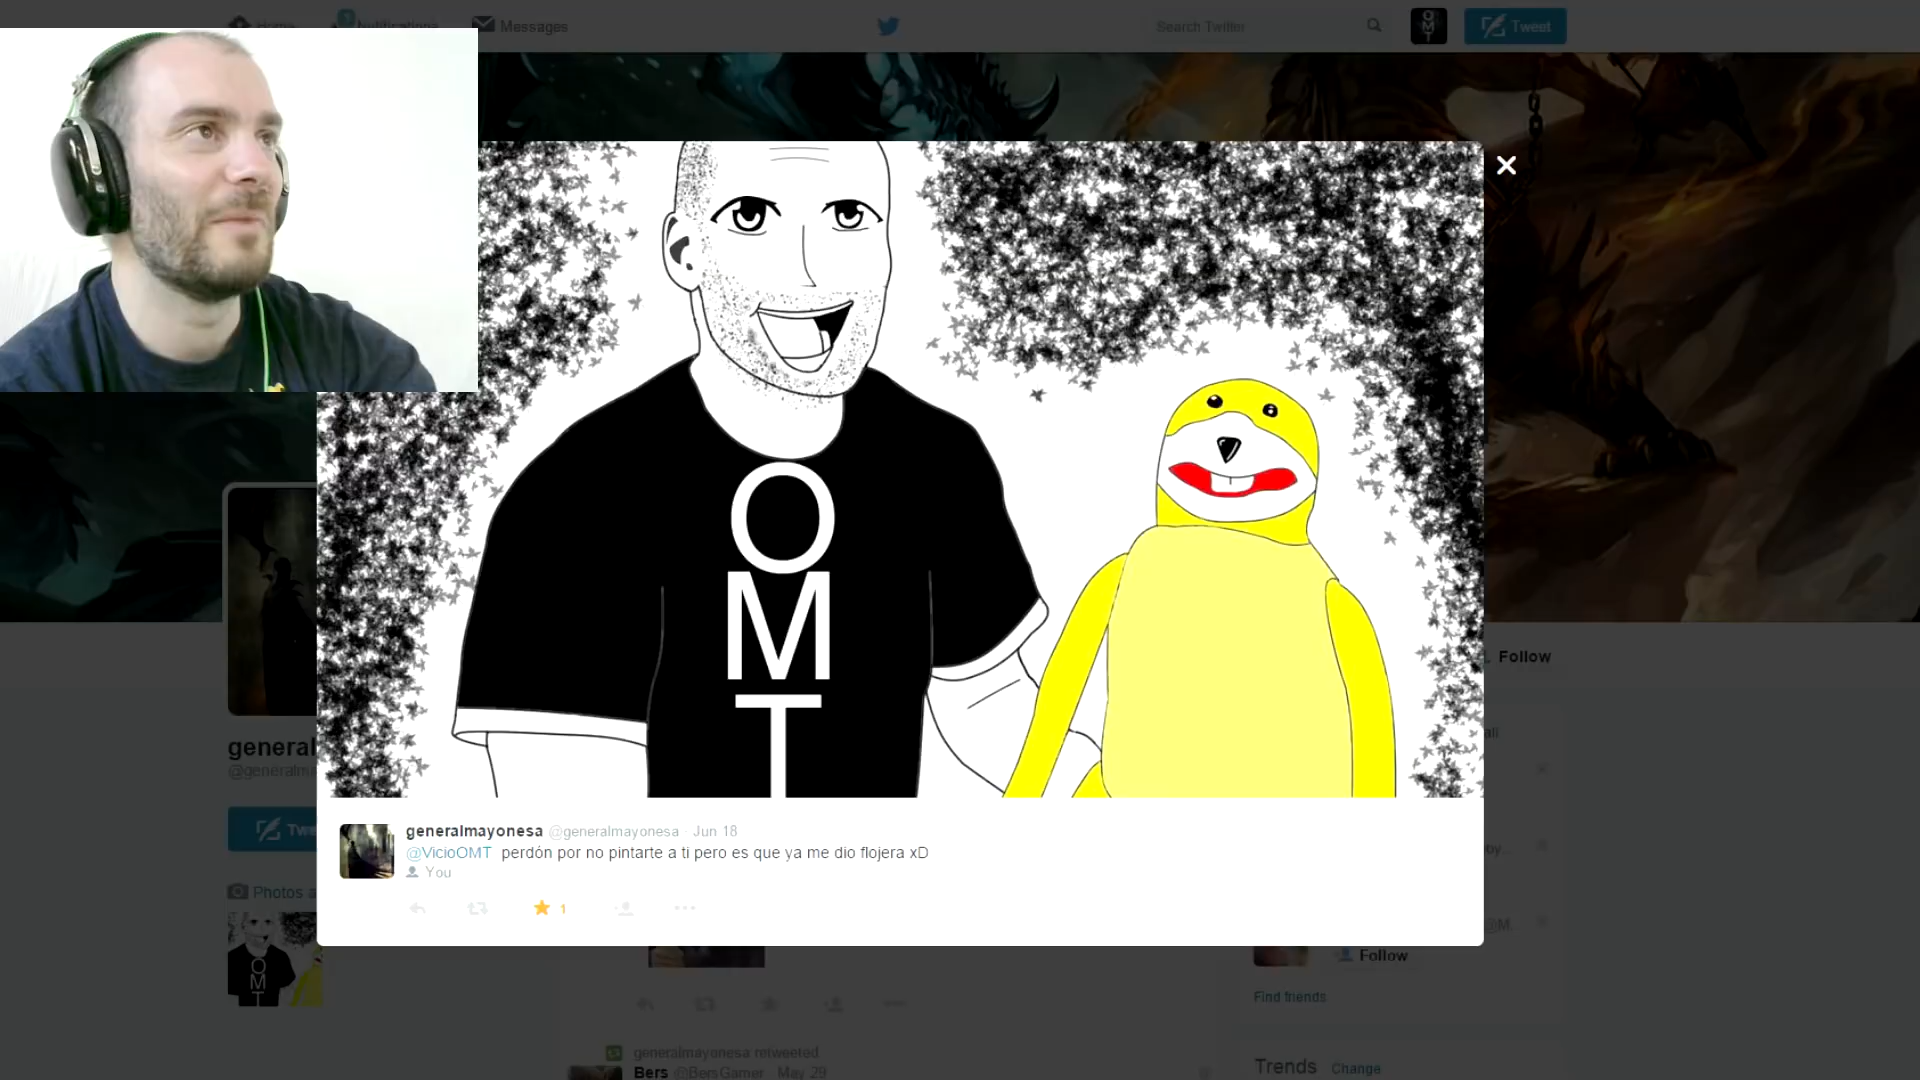 Home
Notifications
Messages
Search Twitter
Tweet
OMT
O
M
T
Follow
general
@generalm
generalmayonesa @generalmayonesa · Jun 18
@VicioOMT perdón por no pintarte a ti pero es que ya me dio flojera xD
You
1
Photos a
O
M
T
Follow
Find friends
generalmayonesa retweeted
Bers @BersGamer · May 29
Trends Change